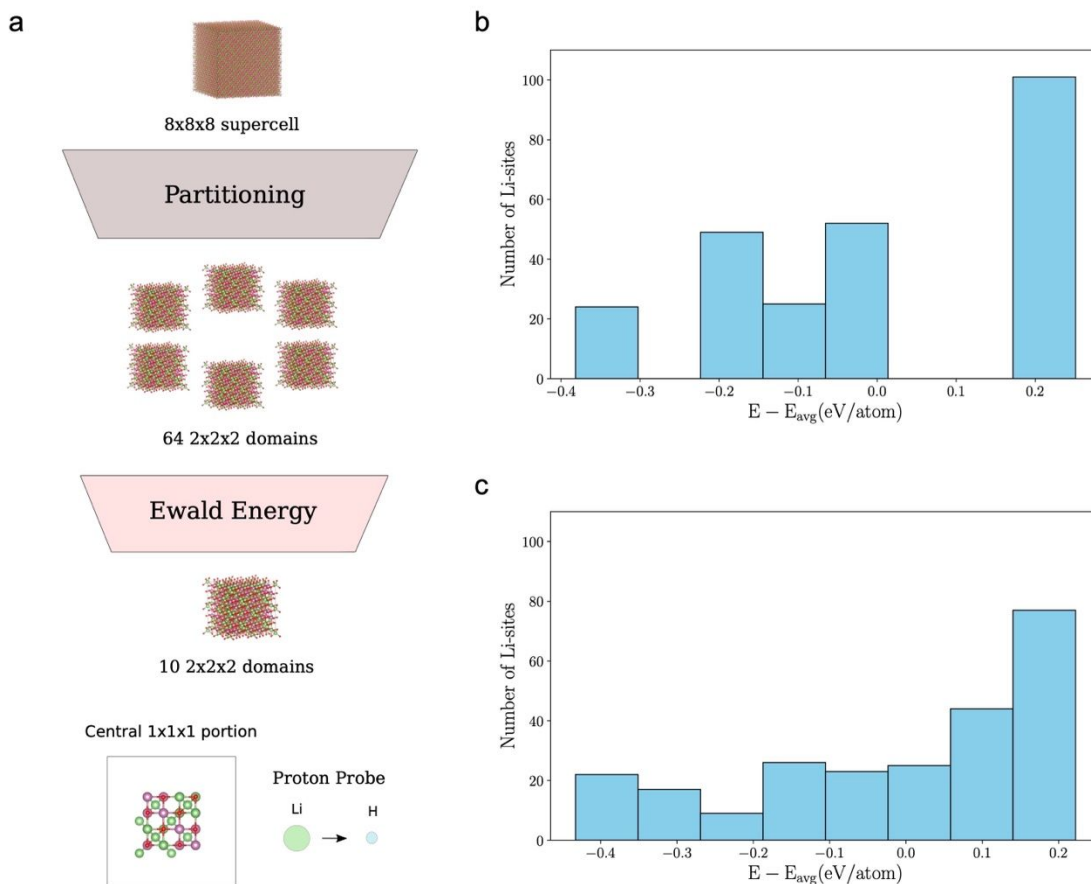 a
8x8x8 supercell
Partitioning
64 2x2x2 domains
Ewald Energy
10 2x2x2 domains
Central 1x1x1 portion
Proton Probe
Li
H
b
Number of Li-sites
100
80
60
40
20
0
−0.4 −0.3 −0.2 −0.1 0.0 0.1 0.2
E − Eavg(eV/atom)
c
Number of Li-sites
100
80
60
40
20
0
−0.4 −0.3 −0.2 −0.1 0.0 0.1 0.2
E − Eavg(eV/atom)